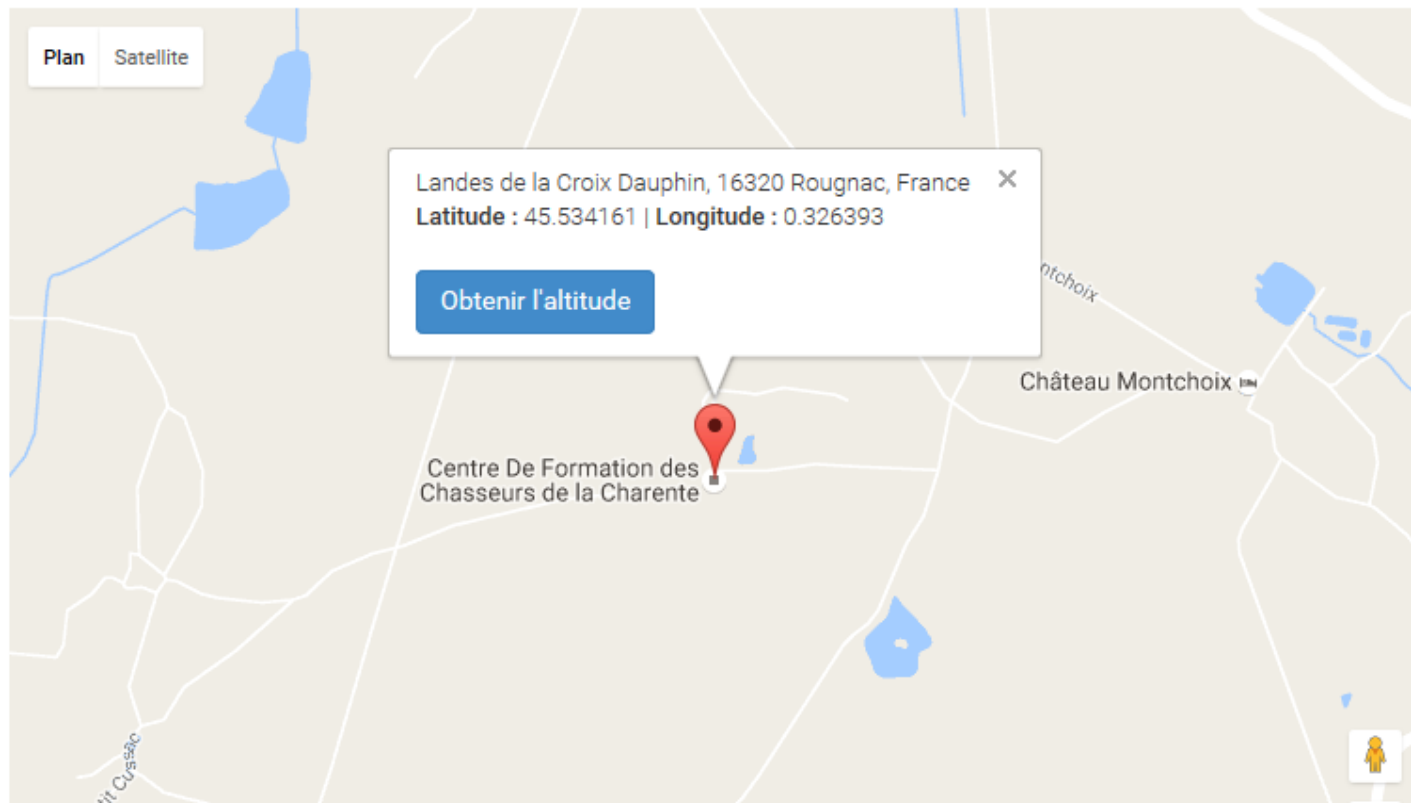 Plan Satellite
Landes de la Croix Dauphin, 16320 Rougnac, France ×
Latitude : 45.534161 | Longitude : 0.326393
Obtenir l'altitude
ntchoix
Château Montchoix
Centre De Formation des
Chasseurs de la Charente
tit Cussac